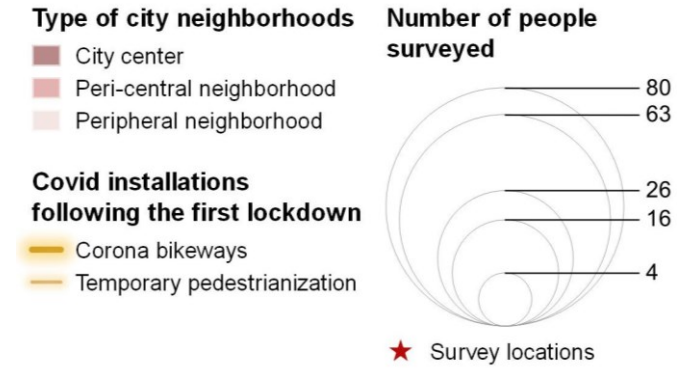 Type of city neighborhoods
City center
Peri-central neighborhood
Peripheral neighborhood
Covid installations
following the first lockdown
Corona bikeways
Temporary pedestrianization
Number of people
surveyed
80
63
26
16
4
Survey locations